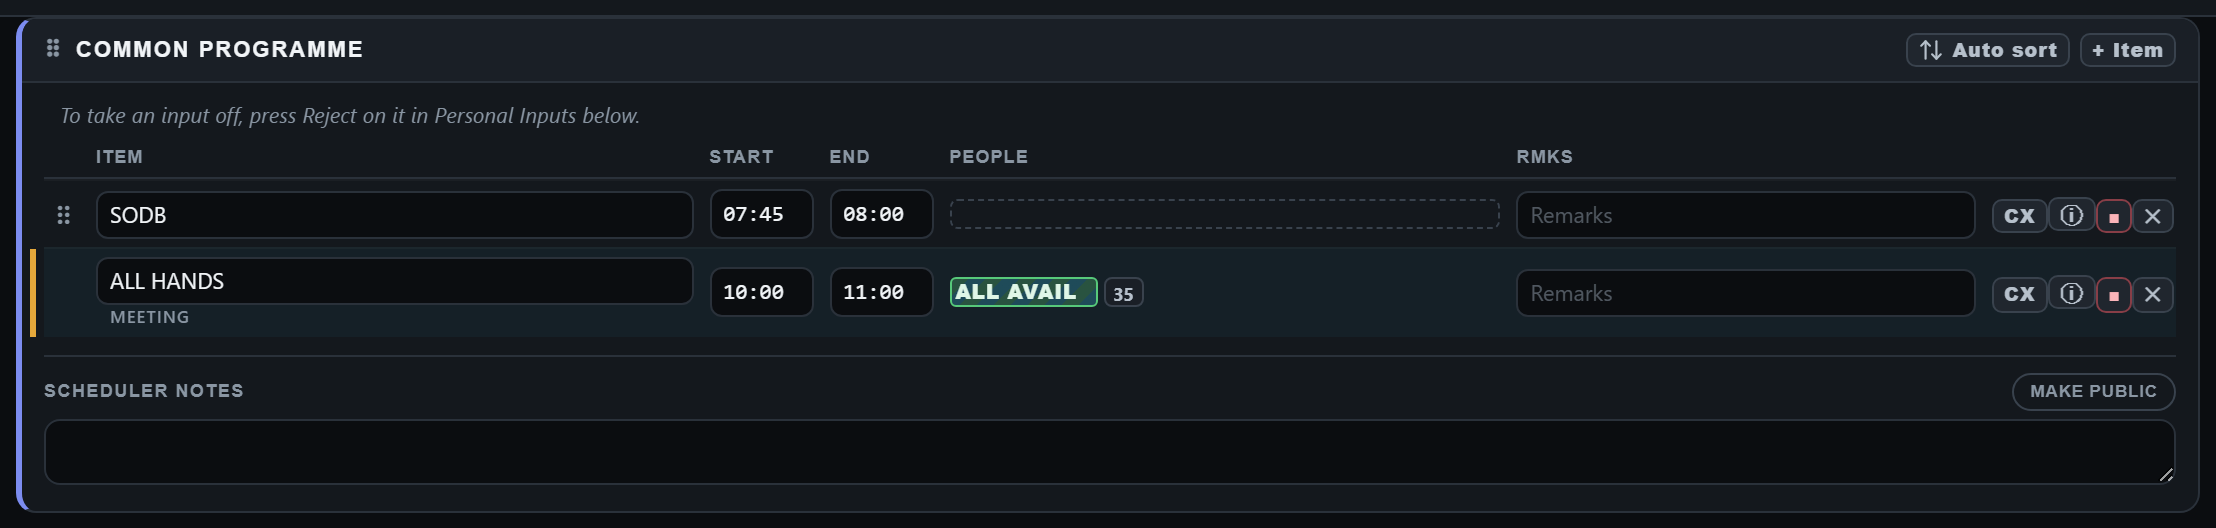 COMMON PROGRAMME
Auto sort
+ Item
To take an input off, press Reject on it in Personal Inputs below.
ITEM START END PEOPLE RMKS
SODB 07:45 08:00 Remarks CX ⓘ ✕
ALL HANDS 10:00 11:00 ALL AVAIL 35 Remarks CX ⓘ ✕
MEETING
SCHEDULER NOTES MAKE PUBLIC